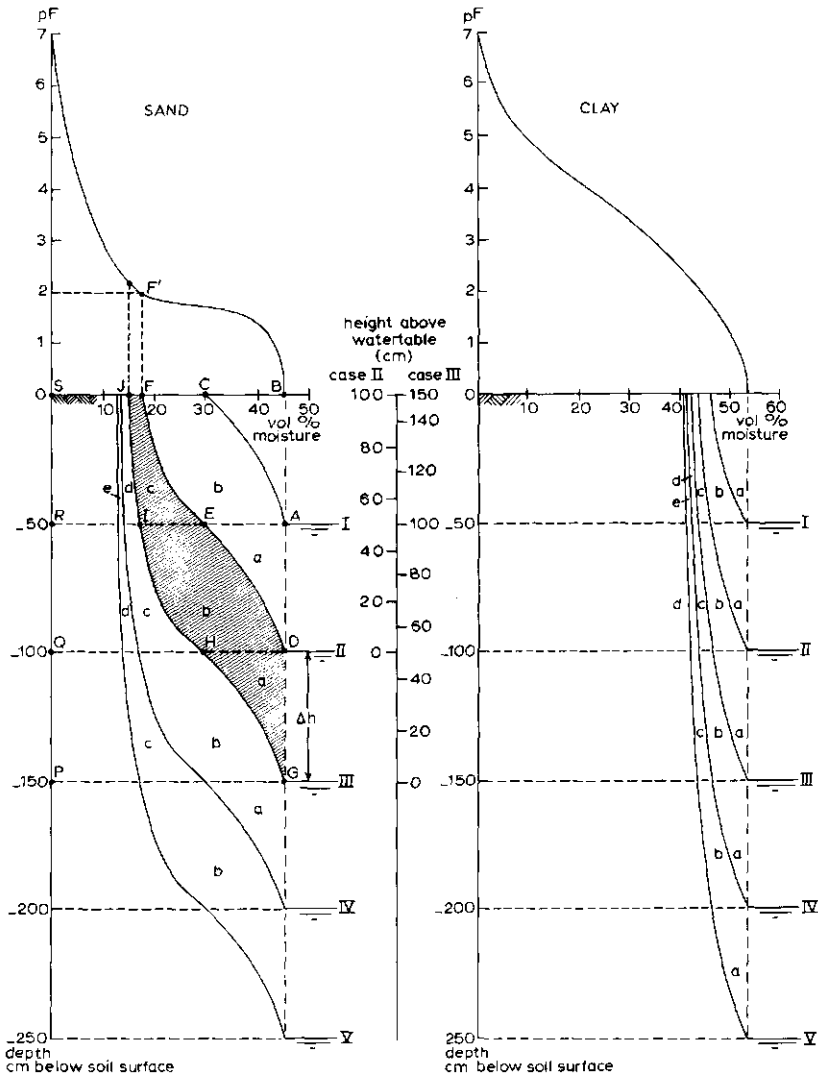 pF
7
6
5
4
3
2
1
0
SAND
F'
S
J
F
C
B
10
20
30
40
50
vol %
moisture
height above
watertable
(cm)
case II
case III
100
80
60
40
20
0
150
120
100
80
40
20
0
e
d
c
b
R
I
E
A
I
-50
a
d
c
b
Q
H
D
II
-100
a
Δh
c
b
P
G
III
-150
a
b
-200
IV
-250
V
depth
cm below soil surface
pF
7
6
5
4
3
2
1
0
CLAY
10
20
30
40
50
60
vol %
moisture
d
e
c
b
a
-50
I
d
c
b
a
-100
II
c
b
a
-150
III
b
a
-200
IV
a
250
V
depth
cm below soil surface